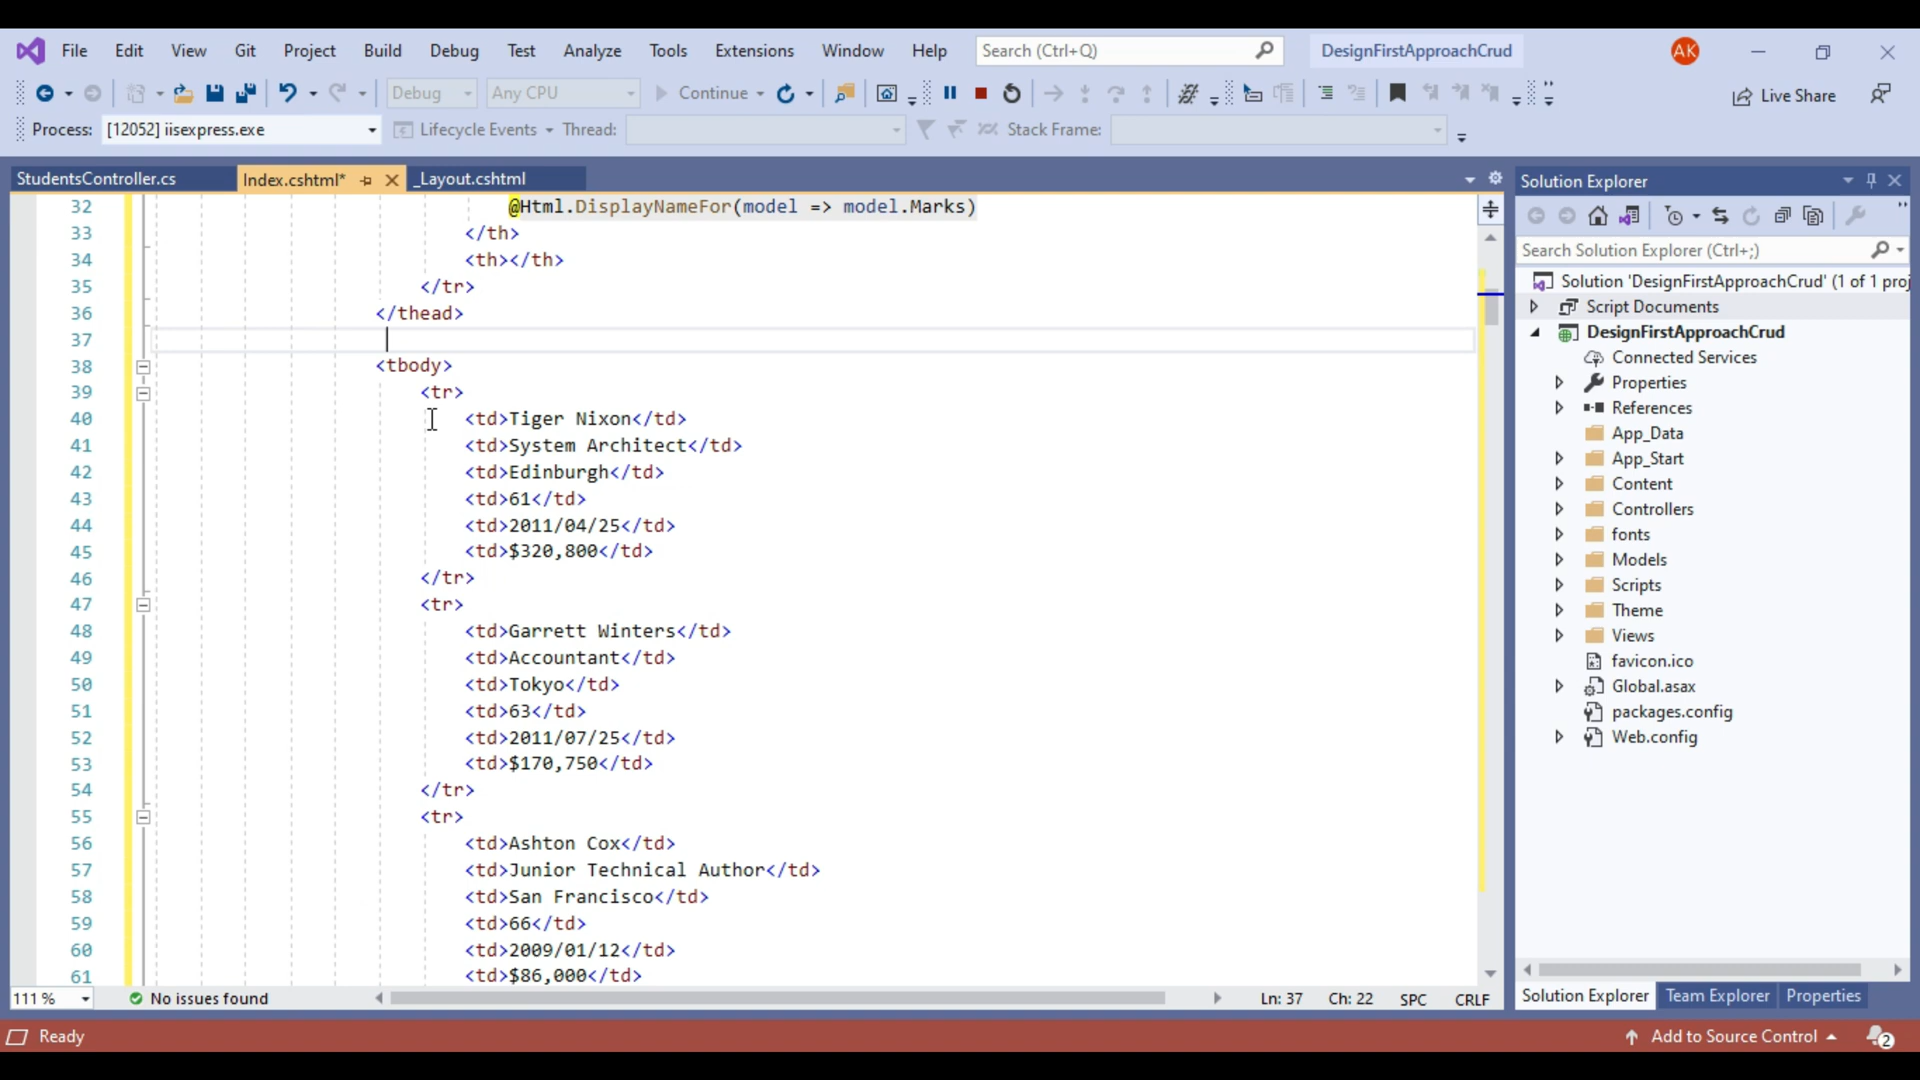 File Edit View Git Project Build Debug Test Analyze Tools Extensions Window Help Search (Ctrl+Q) DesignFirstApproachCrud AK
Debug Any CPU Continue Live Share
Process: [12052] iisexpress.exe Lifecycle Events Thread: Stack Frame:
StudentsController.cs Index.cshtml* _Layout.cshtml
32 @Html.DisplayNameFor(model => model.Marks)
33 </th>
34 <th></th>
35 </tr>
36 </thead>
37
38 <tbody>
39 <tr>
40 <td>Tiger Nixon</td>
41 <td>System Architect</td>
42 <td>Edinburgh</td>
43 <td>61</td>
44 <td>2011/04/25</td>
45 <td>$320,800</td>
46 </tr>
47 <tr>
48 <td>Garrett Winters</td>
49 <td>Accountant</td>
50 <td>Tokyo</td>
51 <td>63</td>
52 <td>2011/07/25</td>
53 <td>$170,750</td>
54 </tr>
55 <tr>
56 <td>Ashton Cox</td>
57 <td>Junior Technical Author</td>
58 <td>San Francisco</td>
59 <td>66</td>
60 <td>2009/01/12</td>
61 <td>$86,000</td>
111 % No issues found Ln: 37 Ch: 22 SPC CRLF
Solution Explorer
Search Solution Explorer (Ctrl+;)
Solution 'DesignFirstApproachCrud' (1 of 1 proj
Script Documents
DesignFirstApproachCrud
Connected Services
Properties
References
App_Data
App_Start
Content
Controllers
fonts
Models
Scripts
Theme
Views
favicon.ico
Global.asax
packages.config
Web.config
Solution Explorer Team Explorer Properties
Ready Add to Source Control 2